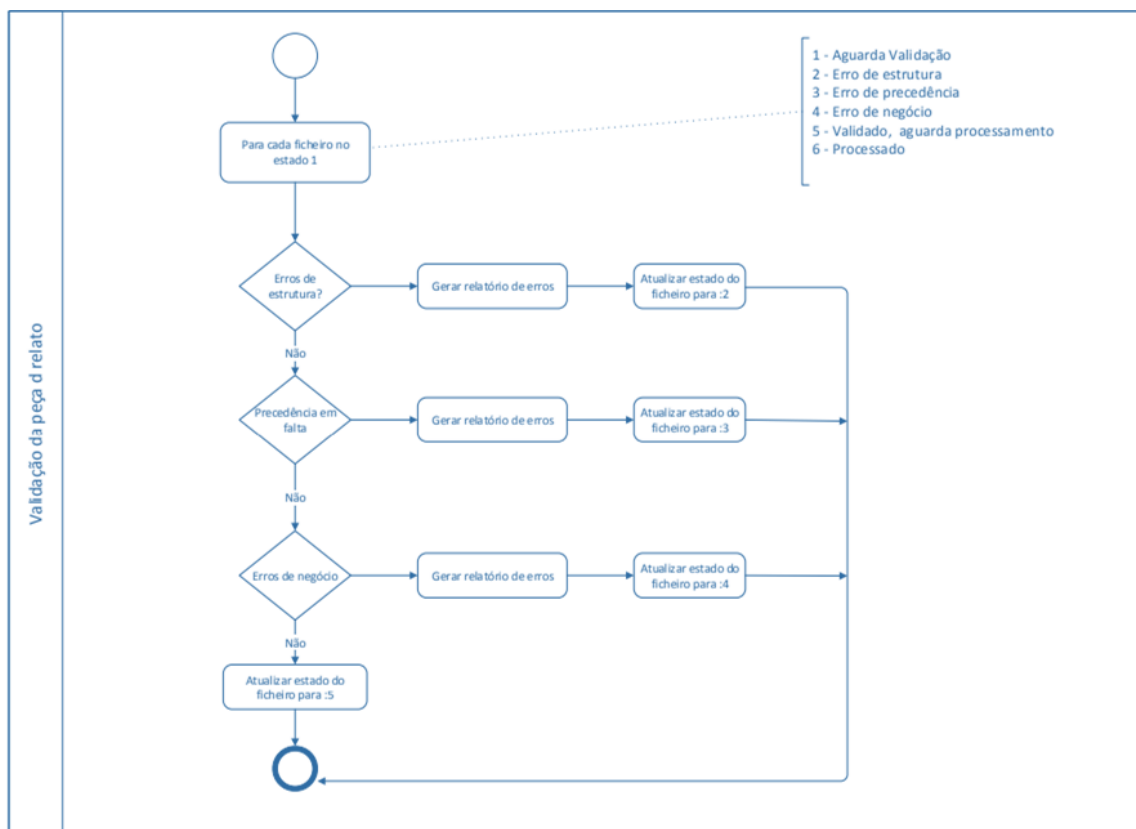 Validação da peça d relato
1 - Aguarda Validação
2 - Erro de estrutura
3 - Erro de precedência
4 - Erro de negócio
5 - Validado, aguarda processamento
6 - Processado
Para cada ficheiro no
estado 1
Erros de
estrutura?
Gerar relatório de erros
Atualizar estado do
ficheiro para :2
Não
Precedência em
falta
Gerar relatório de erros
Atualizar estado do
ficheiro para :3
Não
Erros de negócio
Gerar relatório de erros
Atualizar estado do
ficheiro para :4
Não
Atualizar estado do
ficheiro para :5